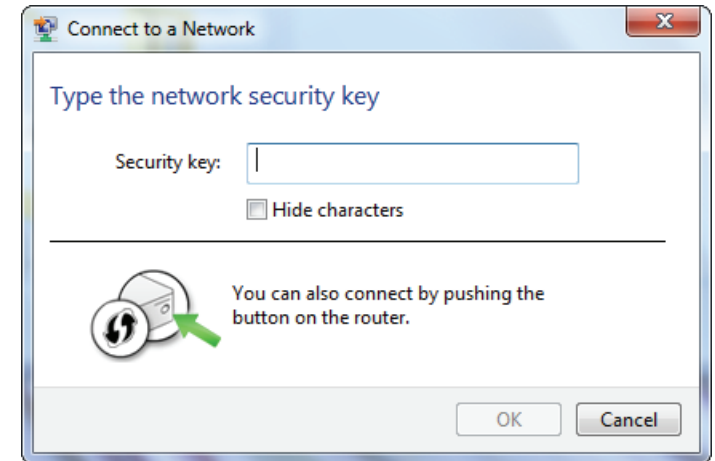 Connect to a Network
Type the network security key
Security key:
Hide characters
You can also connect by pushing the
button on the router.
OK
Cancel